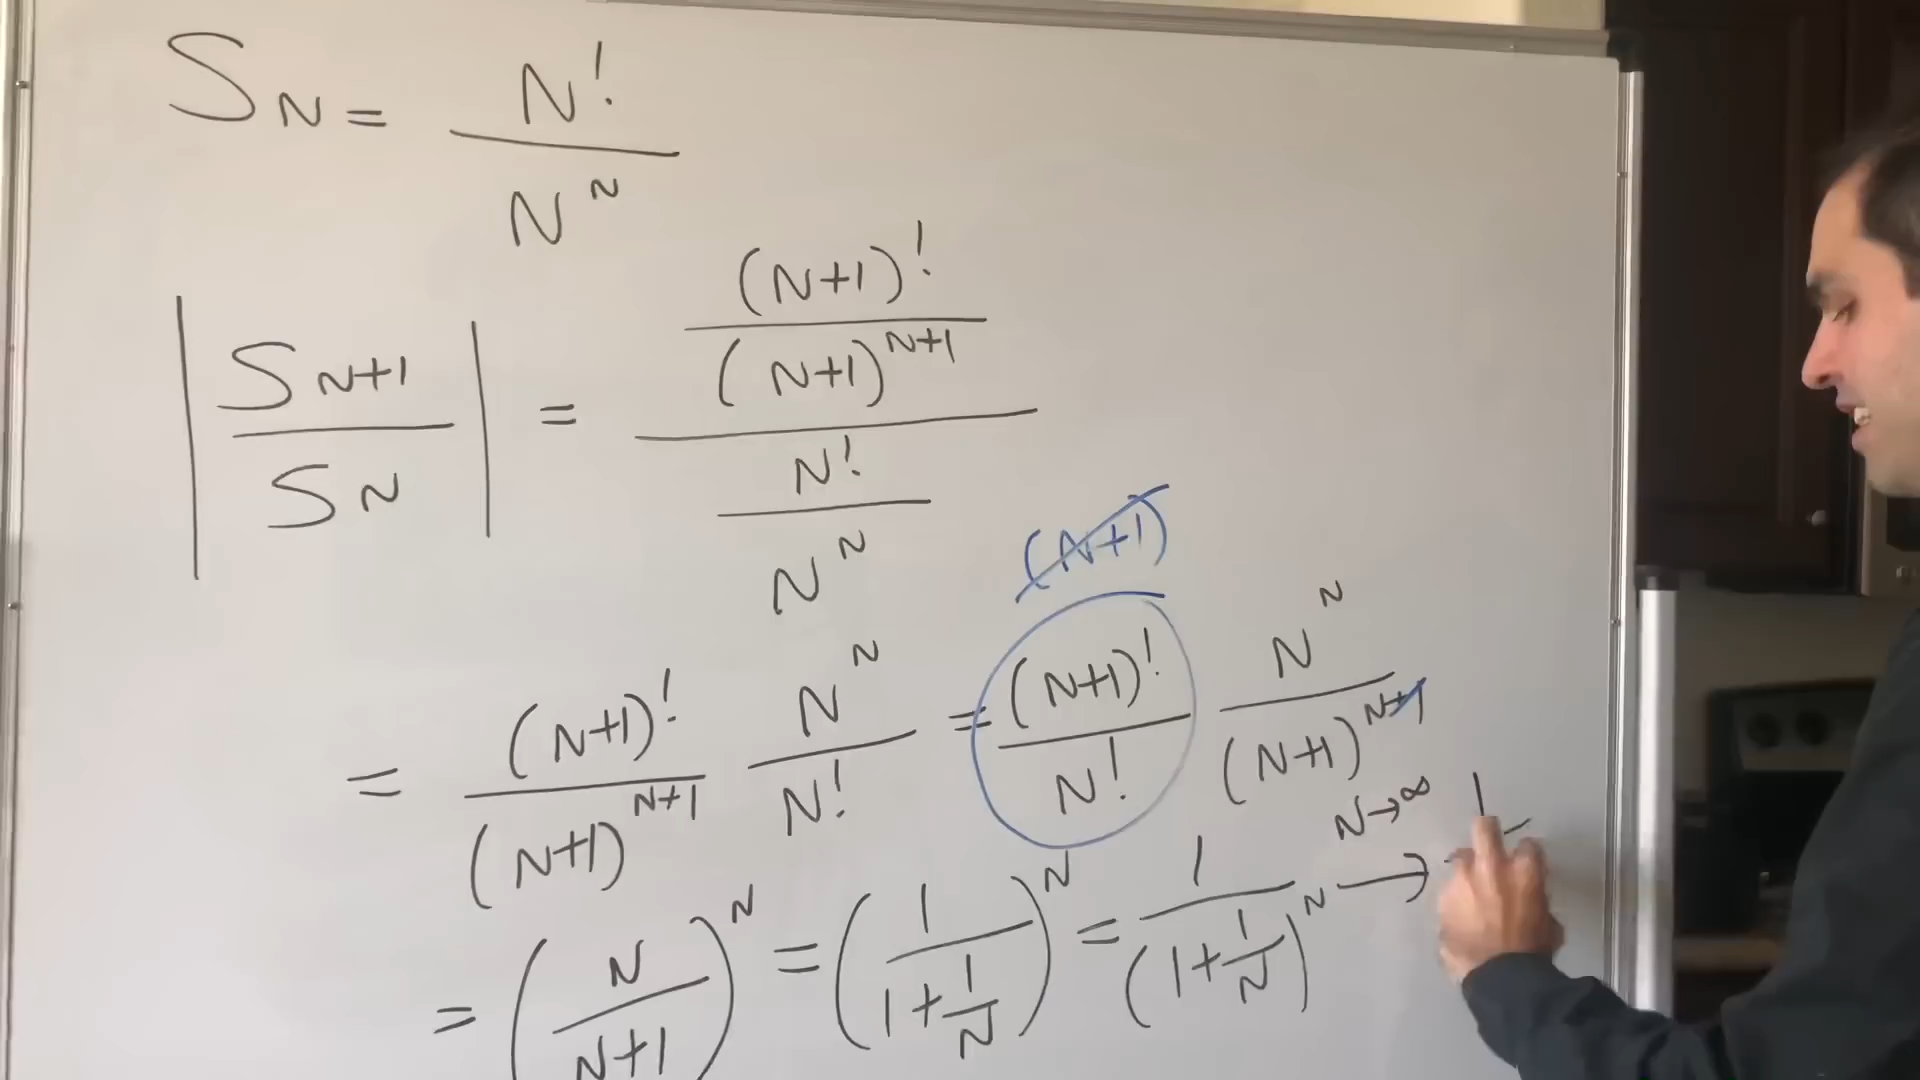 S_N = N! / N^N
|S_{N+1} / S_N| = ((N+1)! / (N+1)^{N+1}) / (N! / N^N)
(N+1)
= (N+1)! / (N+1)^{N+1} N^N / N! = (N+1)! / N! N^N / (N+1)^{N+1}
= (N / N+1)^N = (1 / 1+1/N)^N = 1 / (1+1/N)^N N→∞ → 1